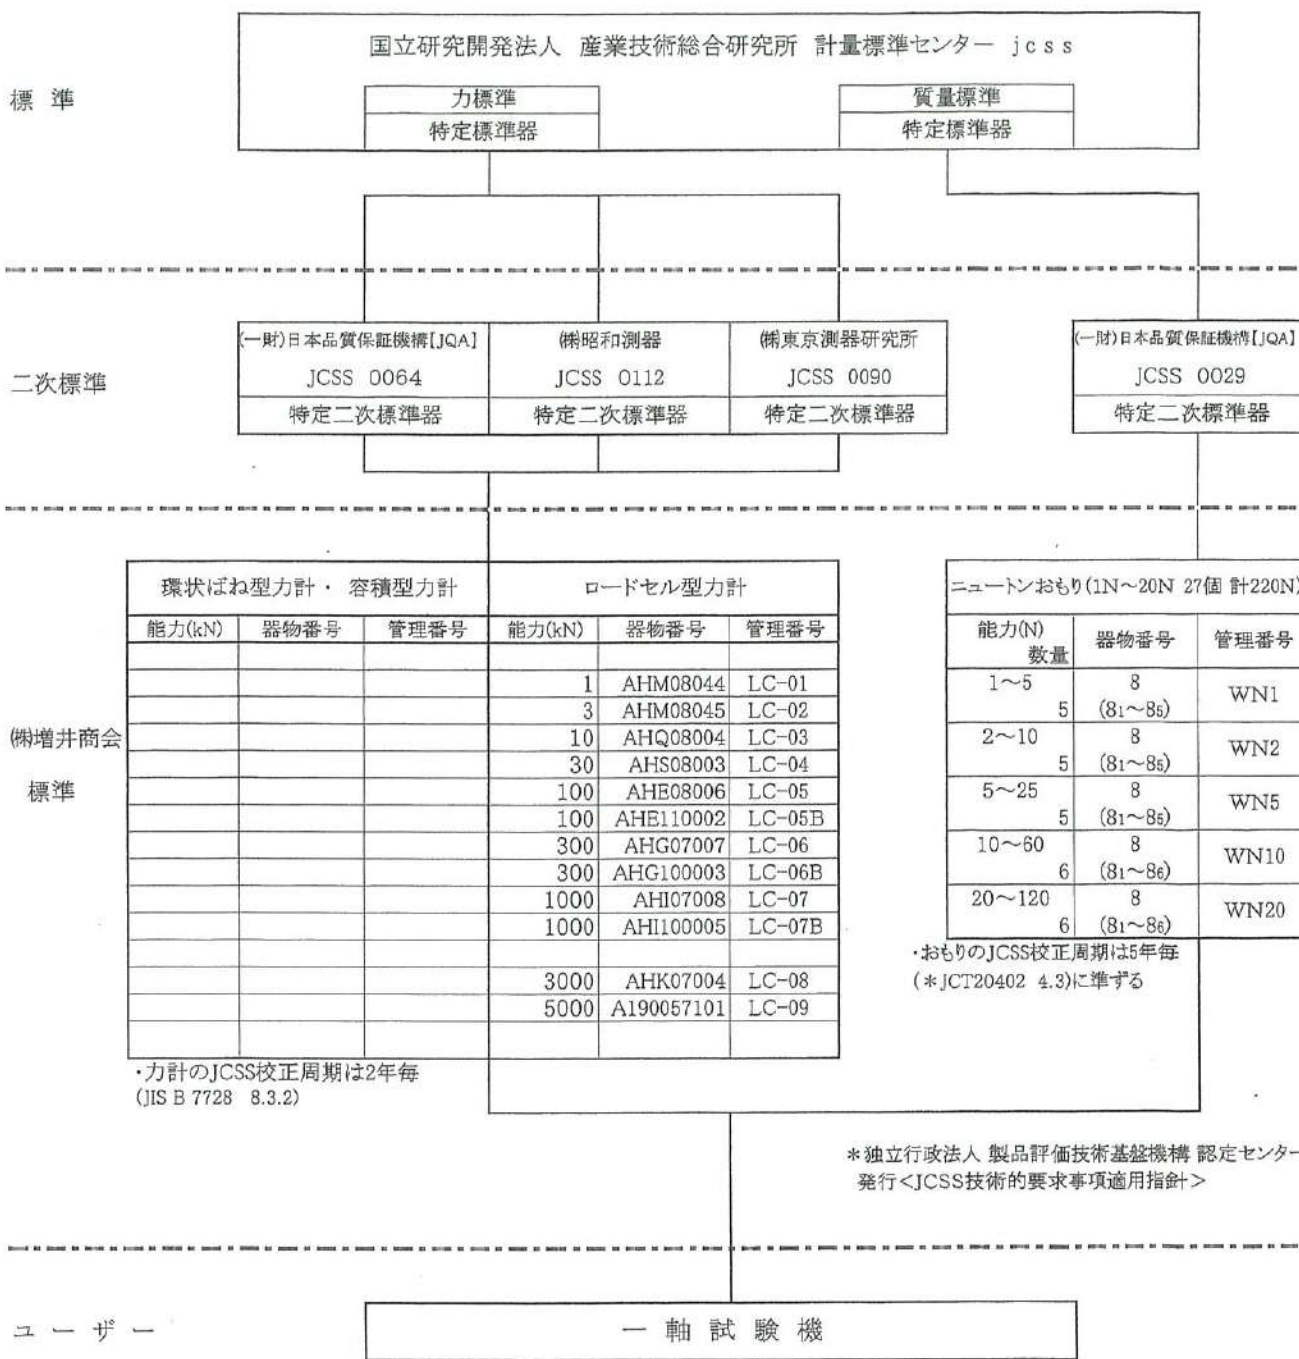 国立研究開発法人 産業技術総合研究所 計量標準センター jcss
標 準
力標準
特定標準器
質量標準
特定標準器
二次標準
(一財)日本品質保証機構[JQA]
JCSS 0064
特定二次標準器
㈱昭和測器
JCSS 0112
特定二次標準器
㈱東京測器研究所
JCSS 0090
特定二次標準器
(一財)日本品質保証機構[JQA]
JCSS 0029
特定二次標準器
㈱増井商会
標準
環状ばね型力計・ 容積型力計
ロードセル型力計
能力(kN) 器物番号 管理番号 能力(kN) 器物番号 管理番号
1 AHM08044 LC-01
3 AHM08045 LC-02
10 AHQ08004 LC-03
30 AHS08003 LC-04
100 AHE08006 LC-05
100 AHE110002 LC-05B
300 AHG07007 LC-06
300 AHG100003 LC-06B
1000 AHI07008 LC-07
1000 AHI100005 LC-07B
3000 AHK07004 LC-08
5000 A190057101 LC-09
・力計のJCSS校正周期は2年毎
(JIS B 7728 8.3.2)
ニュートンおもり(1N～20N 27個 計220N)
能力(N) 数量 器物番号 管理番号
1～5 5 8 (81～85) WN1
2～10 5 8 (81～85) WN2
5～25 5 8 (81～85) WN5
10～60 6 8 (81～86) WN10
20～120 6 8 (81～86) WN20
・おもりのJCSS校正周期は5年毎
(＊JCT20402 4.3)に準ずる
＊独立行政法人 製品評価技術基盤機構 認定センター
発行<JCSS技術的要求事項適用指針>
ユ ー ザ ー
一 軸 試 験 機